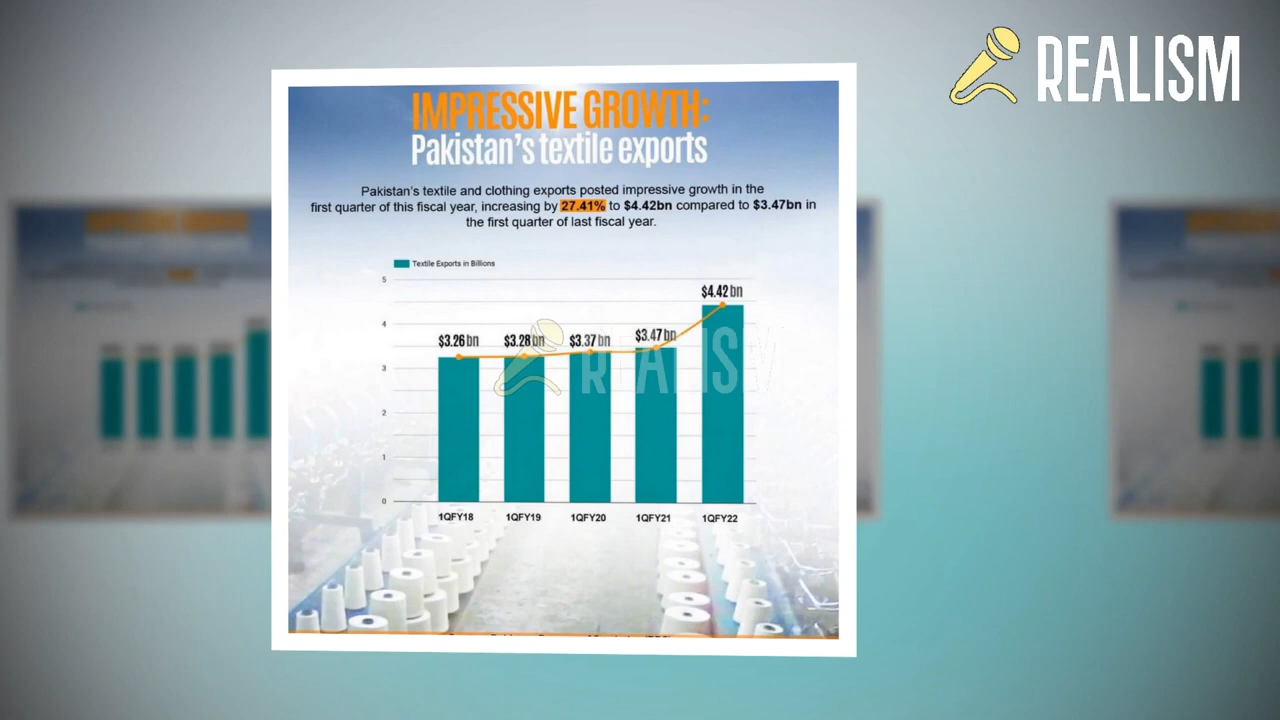 REALISM
IMPRESSIVE GROWTH:
Pakistan's textile exports
Pakistan's textile and clothing exports posted impressive growth in the
first quarter of this fiscal year, increasing by 27.41% to $4.42bn compared to $3.47bn in
the first quarter of last fiscal year.
Textile Exports in Billions
5
$4.42 bn
4
$3.26 bn $3.28 bn $3.37 bn $3.47 bn
REALISM
3
2
1
0
1QFY18 1QFY19 1QFY20 1QFY21 1QFY22